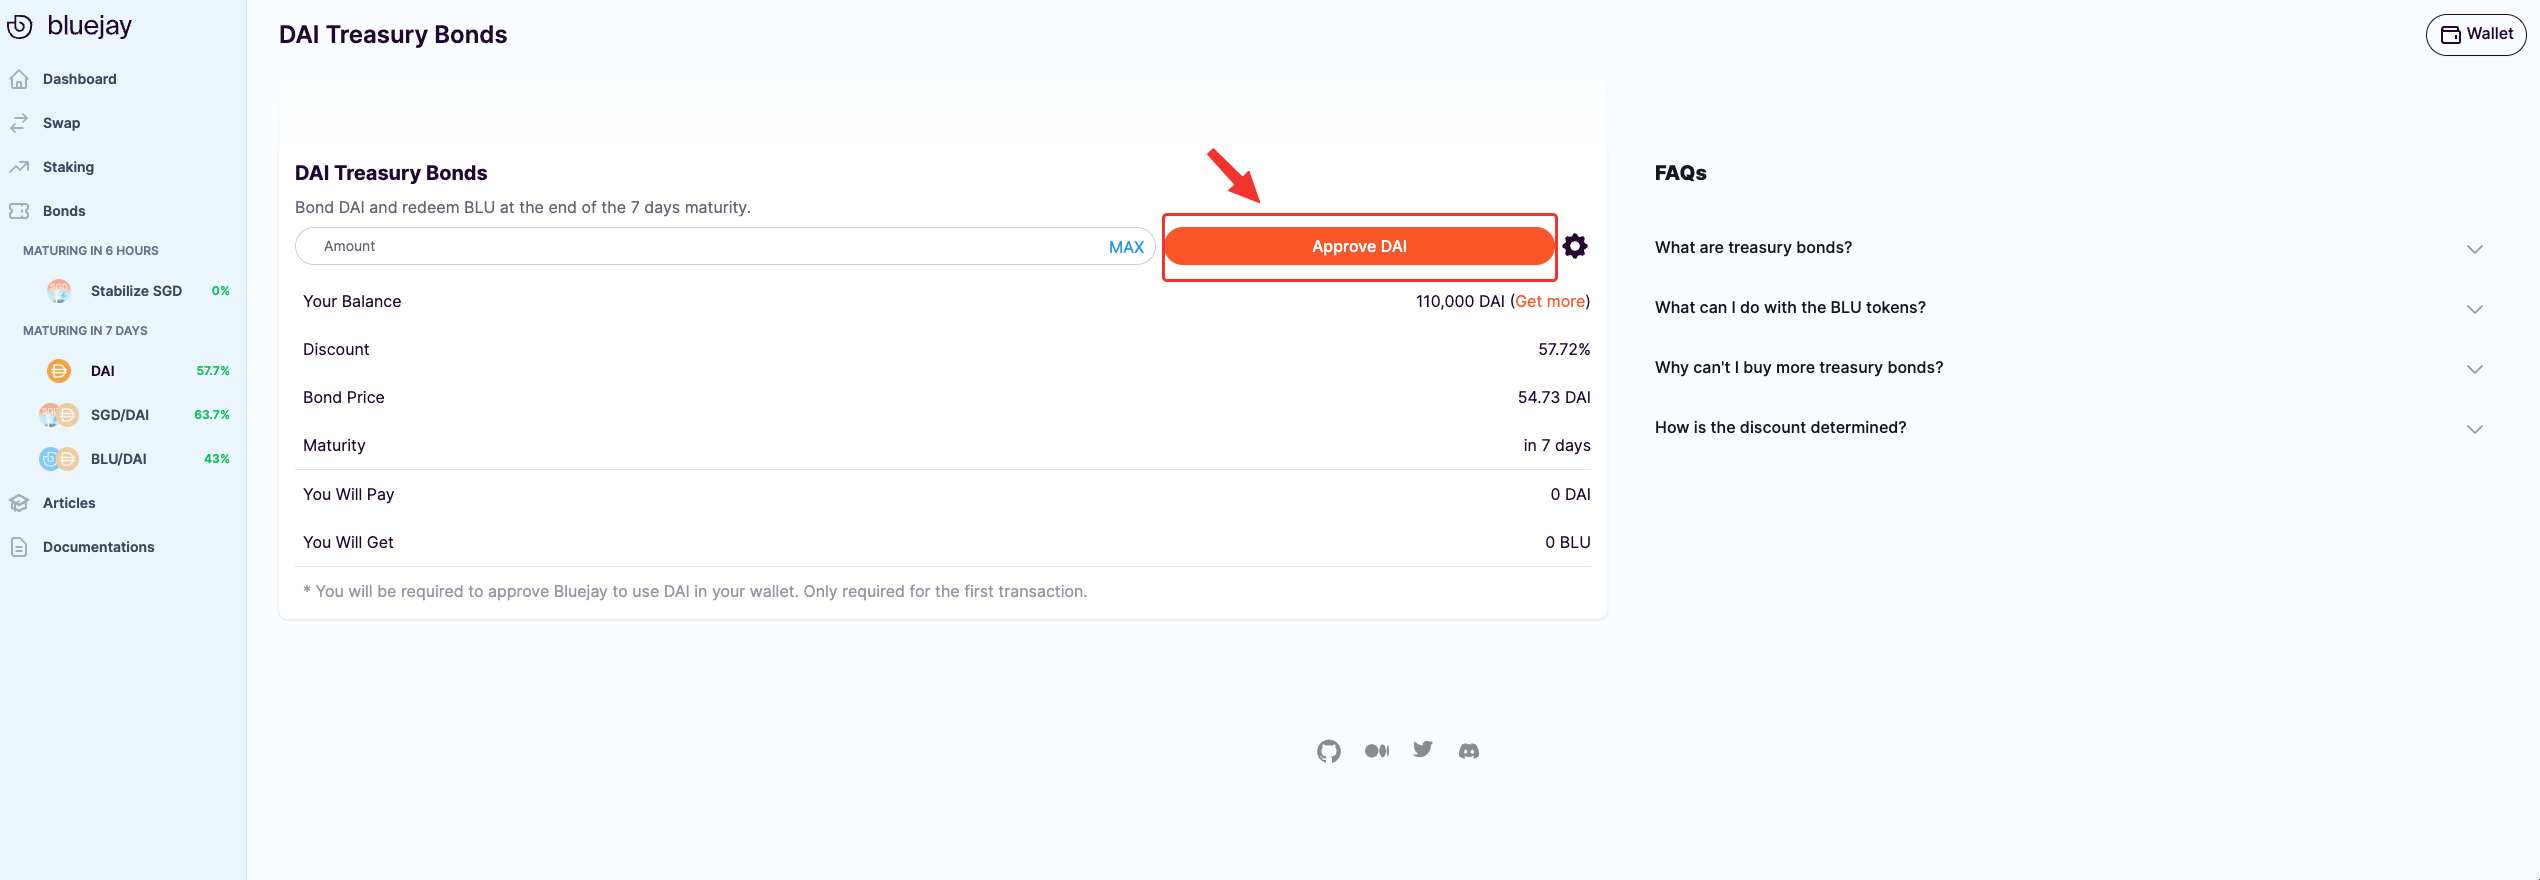 bluejay
Dashboard
Swap
Staking
Bonds
MATURING IN 6 HOURS
Stabilize SGD 0%
MATURING IN 7 DAYS
DAI 57.7%
SGD/DAI 63.7%
BLU/DAI 43%
Articles
Documentations
DAI Treasury Bonds
Wallet
DAI Treasury Bonds
Bond DAI and redeem BLU at the end of the 7 days maturity.
Amount MAX Approve DAI
Your Balance 110,000 DAI (Get more)
Discount 57.72%
Bond Price 54.73 DAI
Maturity in 7 days
You Will Pay 0 DAI
You Will Get 0 BLU
* You will be required to approve Bluejay to use DAI in your wallet. Only required for the first transaction.
FAQs
What are treasury bonds?
What can I do with the BLU tokens?
Why can't I buy more treasury bonds?
How is the discount determined?